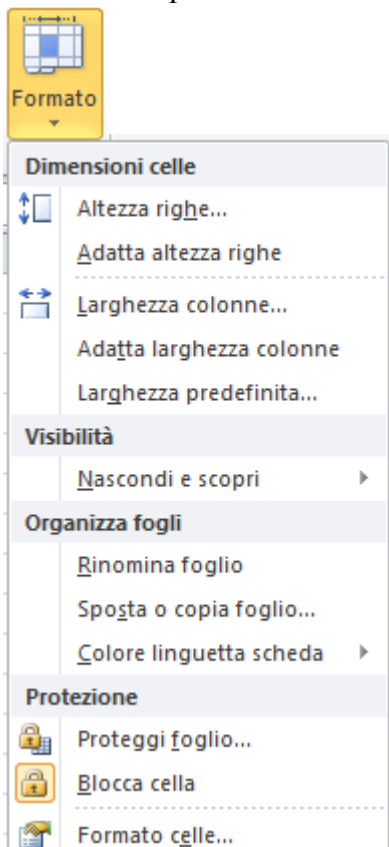 Formato
Dimensioni celle
Altezza righe...
Adatta altezza righe
Larghezza colonne...
Adatta larghezza colonne
Larghezza predefinita...
Visibilità
Nascondi e scopri
Organizza fogli
Rinomina foglio
Sposta o copia foglio...
Colore linguetta scheda
Protezione
Proteggi foglio...
Blocca cella
Formato celle...